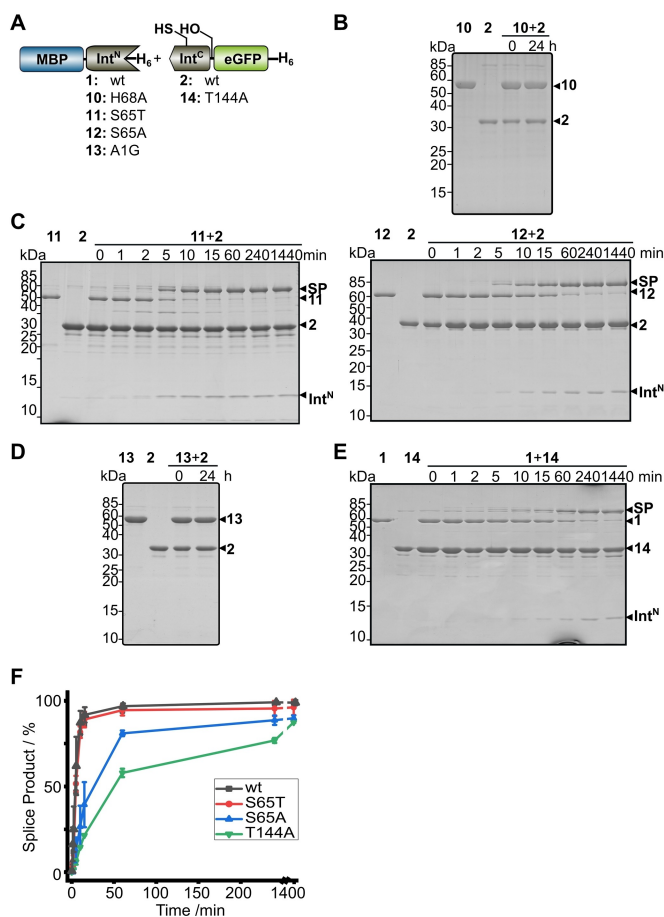 A
HS HO
MBP Intᴺ H₆ + Intᶜ eGFP H₆
1: wt
10: H68A
11: S65T
12: S65A
13: A1G
2: wt
14: T144A
B
10 2 10+2
kDa 0 24 h
85
60
50
40
30
20
15
10
2
C
11 2 11+2
kDa 0 1 2 5 10 15 60 240 1440 min
85
60
50
40
30
20
15
10
SP
11
2
Intᴺ
12 2 12+2
kDa 0 1 2 5 10 15 60 240 1440 min
85
60
50
40
30
25
20
15
10
SP
12
2
Intᴺ
D
13 2 13+2
kDa 0 24 h
85
60
50
40
30
25
20
15
10
13
2
E
1 14 1+14
kDa 0 1 2 5 10 15 60 240 1440 min
85
60
50
40
30
25
20
15
10
SP
1
14
Intᴺ
F
Splice Product / %
100
50
0
wt
S65T
S65A
T144A
0 50 100 150 200 1400
Time /min